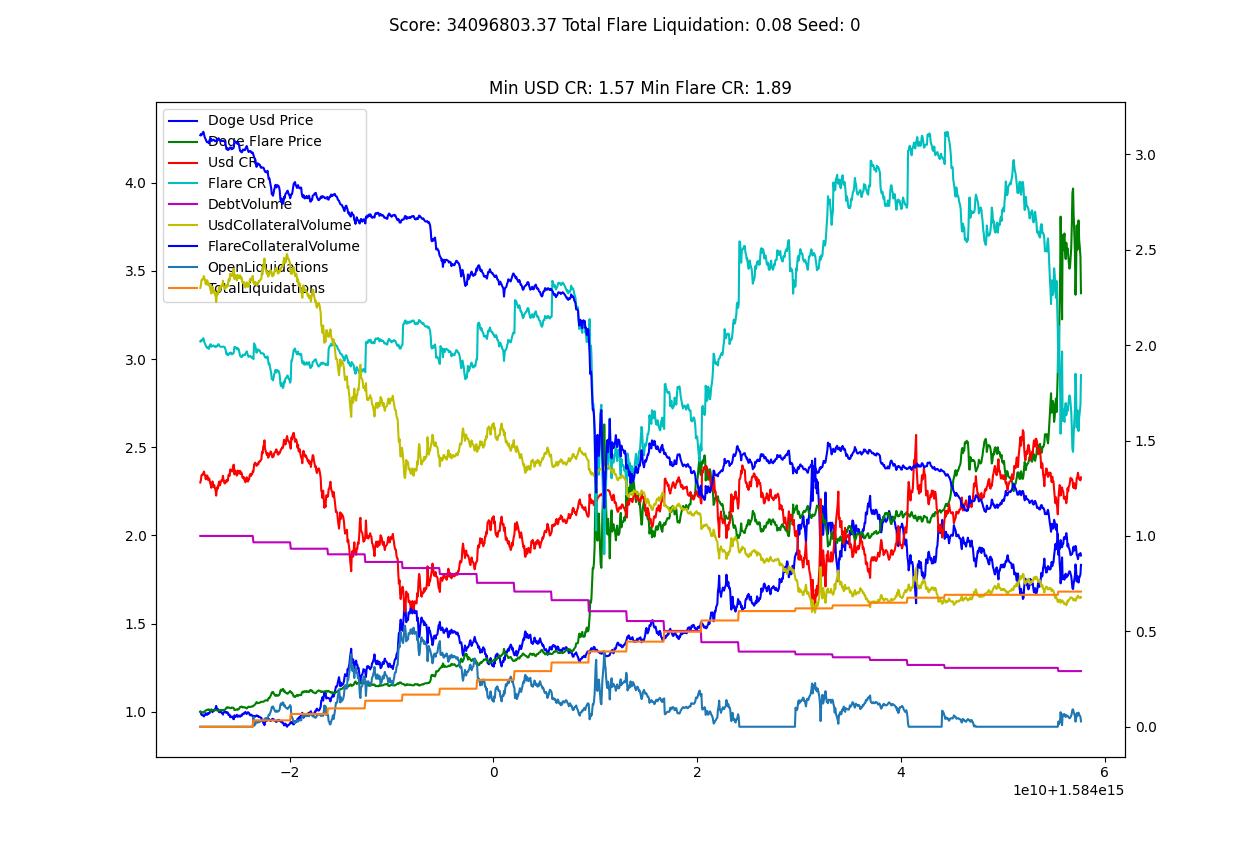 Score: 34096803.37 Total Flare Liquidation: 0.08 Seed: 0
Min USD CR: 1.57 Min Flare CR: 1.89
Doge Usd Price
Doge Flare Price
Usd CR
Flare CR
DebtVolume
UsdCollateralVolume
FlareCollateralVolume
OpenLiquidations
TotalLiquidations
4.0
3.5
3.0
2.5
2.0
1.5
1.0
3.0
2.5
2.0
1.5
1.0
0.5
0.0
−2
0
2
4
6
1e10+1.584e15